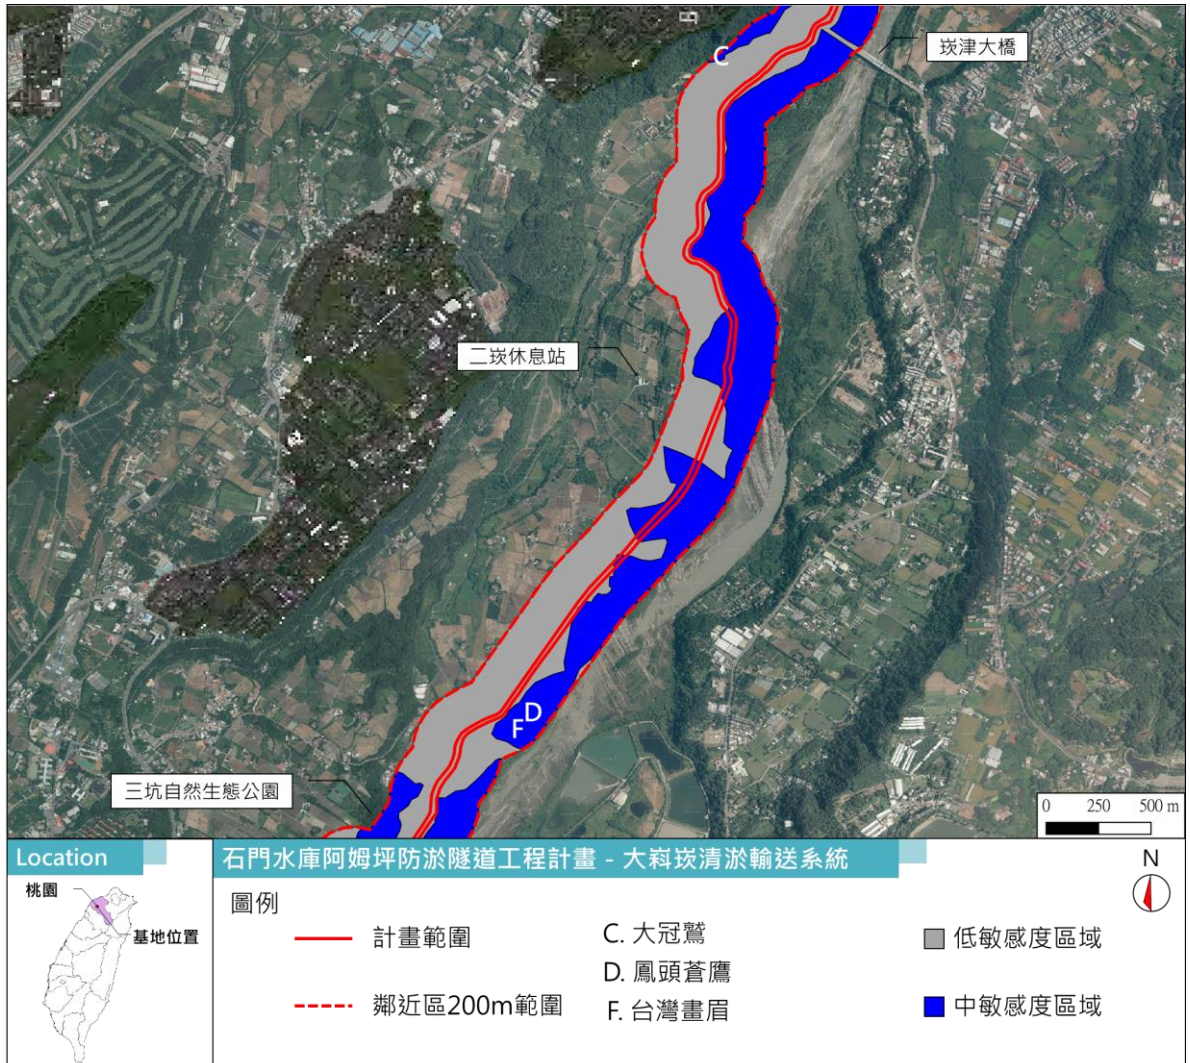 C
崁津大橋
二崁休息站
D
F
三坑自然生態公園
0 250 500 m
Location
桃園
基地位置
石門水庫阿姆坪防淤隧道工程計畫 - 大嵙崁清淤輸送系統
N
圖例
計畫範圍
鄰近區200m範圍
C. 大冠鷲
D. 鳳頭蒼鷹
F. 台灣畫眉
低敏感度區域
中敏感度區域